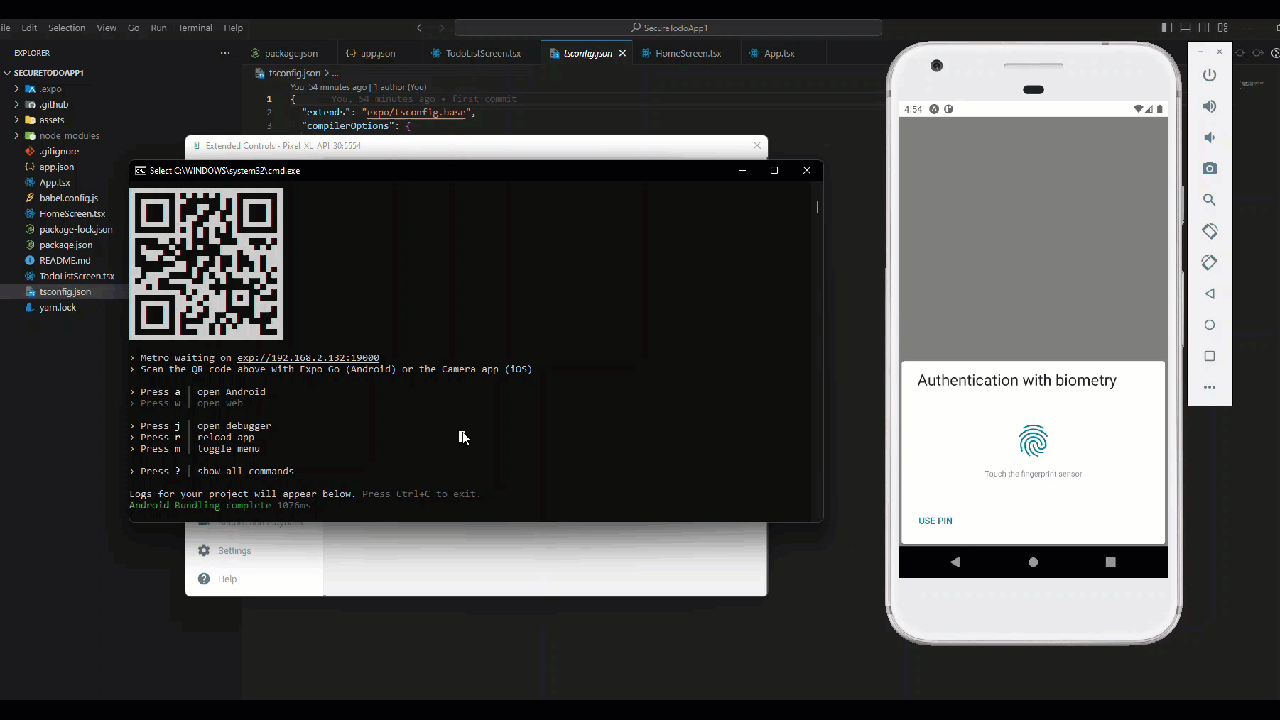 ile Edit Selection View Go Run Terminal Help
SecureTodoApp1
EXPLORER
SECURETODOAPP1
.expo
.github
assets
node_modules
.gitignore
app.json
App.tsx
babel.config.js
HomeScreen.tsx
package-lock.json
package.json
README.md
TodoListScreen.tsx
tsconfig.json
yarn.lock
package.json app.json TodoListScreen.tsx tsconfig.json HomeScreen.tsx App.tsx
tsconfig.json > ...
You, 54 minutes ago | 1 author (You)
1 { You, 54 minutes ago • first commit
2 "extends": "expo/tsconfig.base",
3 "compilerOptions": {
Extended Controls - Pixel_XL_API_30:5554
Select C:\WINDOWS\system32\cmd.exe
› Metro waiting on exp://192.168.2.132:19000
› Scan the QR code above with Expo Go (Android) or the Camera app (iOS)
› Press a │ open Android
› Press w │ open web
› Press j │ open debugger
› Press r │ reload app
› Press m │ toggle menu
› Press ? │ show all commands
Logs for your project will appear below. Press Ctrl+C to exit.
Android Bundling complete 1076ms
Settings
Help
4:54
Authentication with biometry
Touch the fingerprint sensor
USE PIN